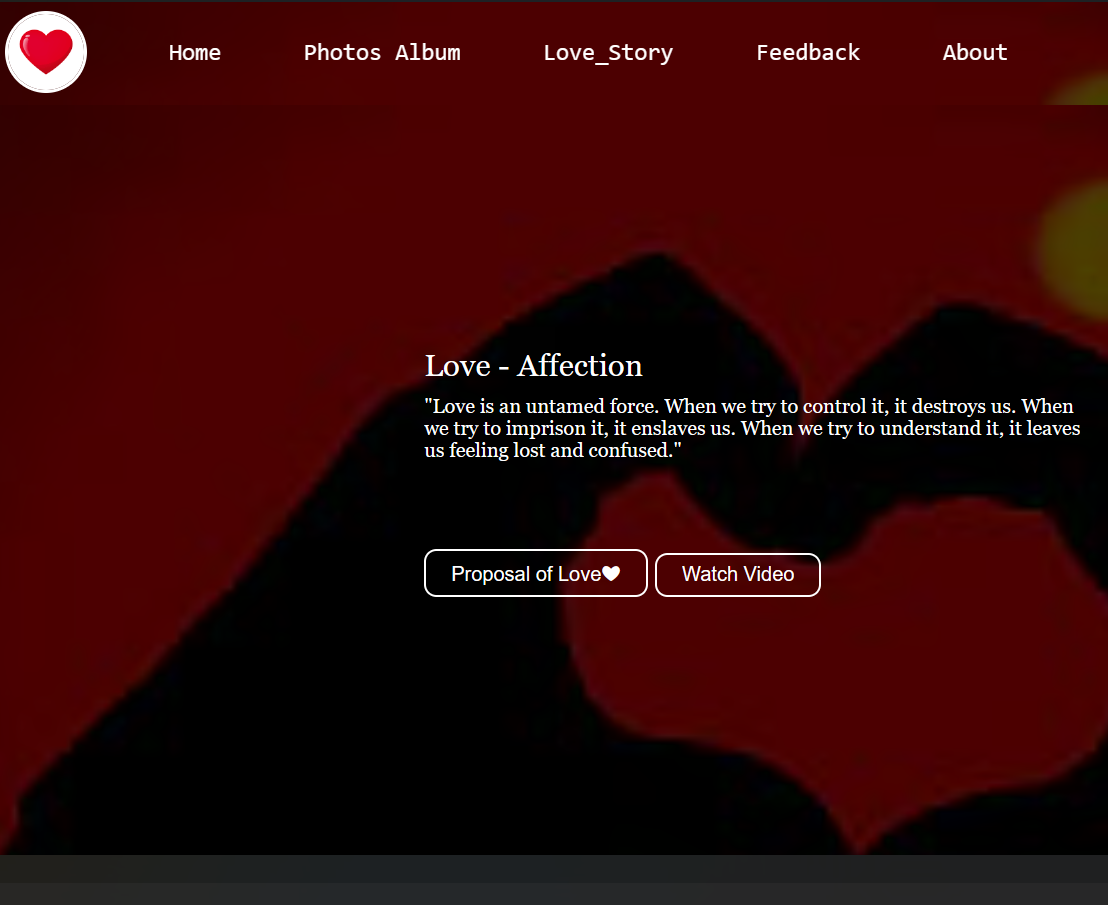 Home Photos Album Love_Story Feedback About
Love - Affection
"Love is an untamed force. When we try to control it, it destroys us. When
we try to imprison it, it enslaves us. When we try to understand it, it leaves
us feeling lost and confused."
Proposal of Love🤍 Watch Video